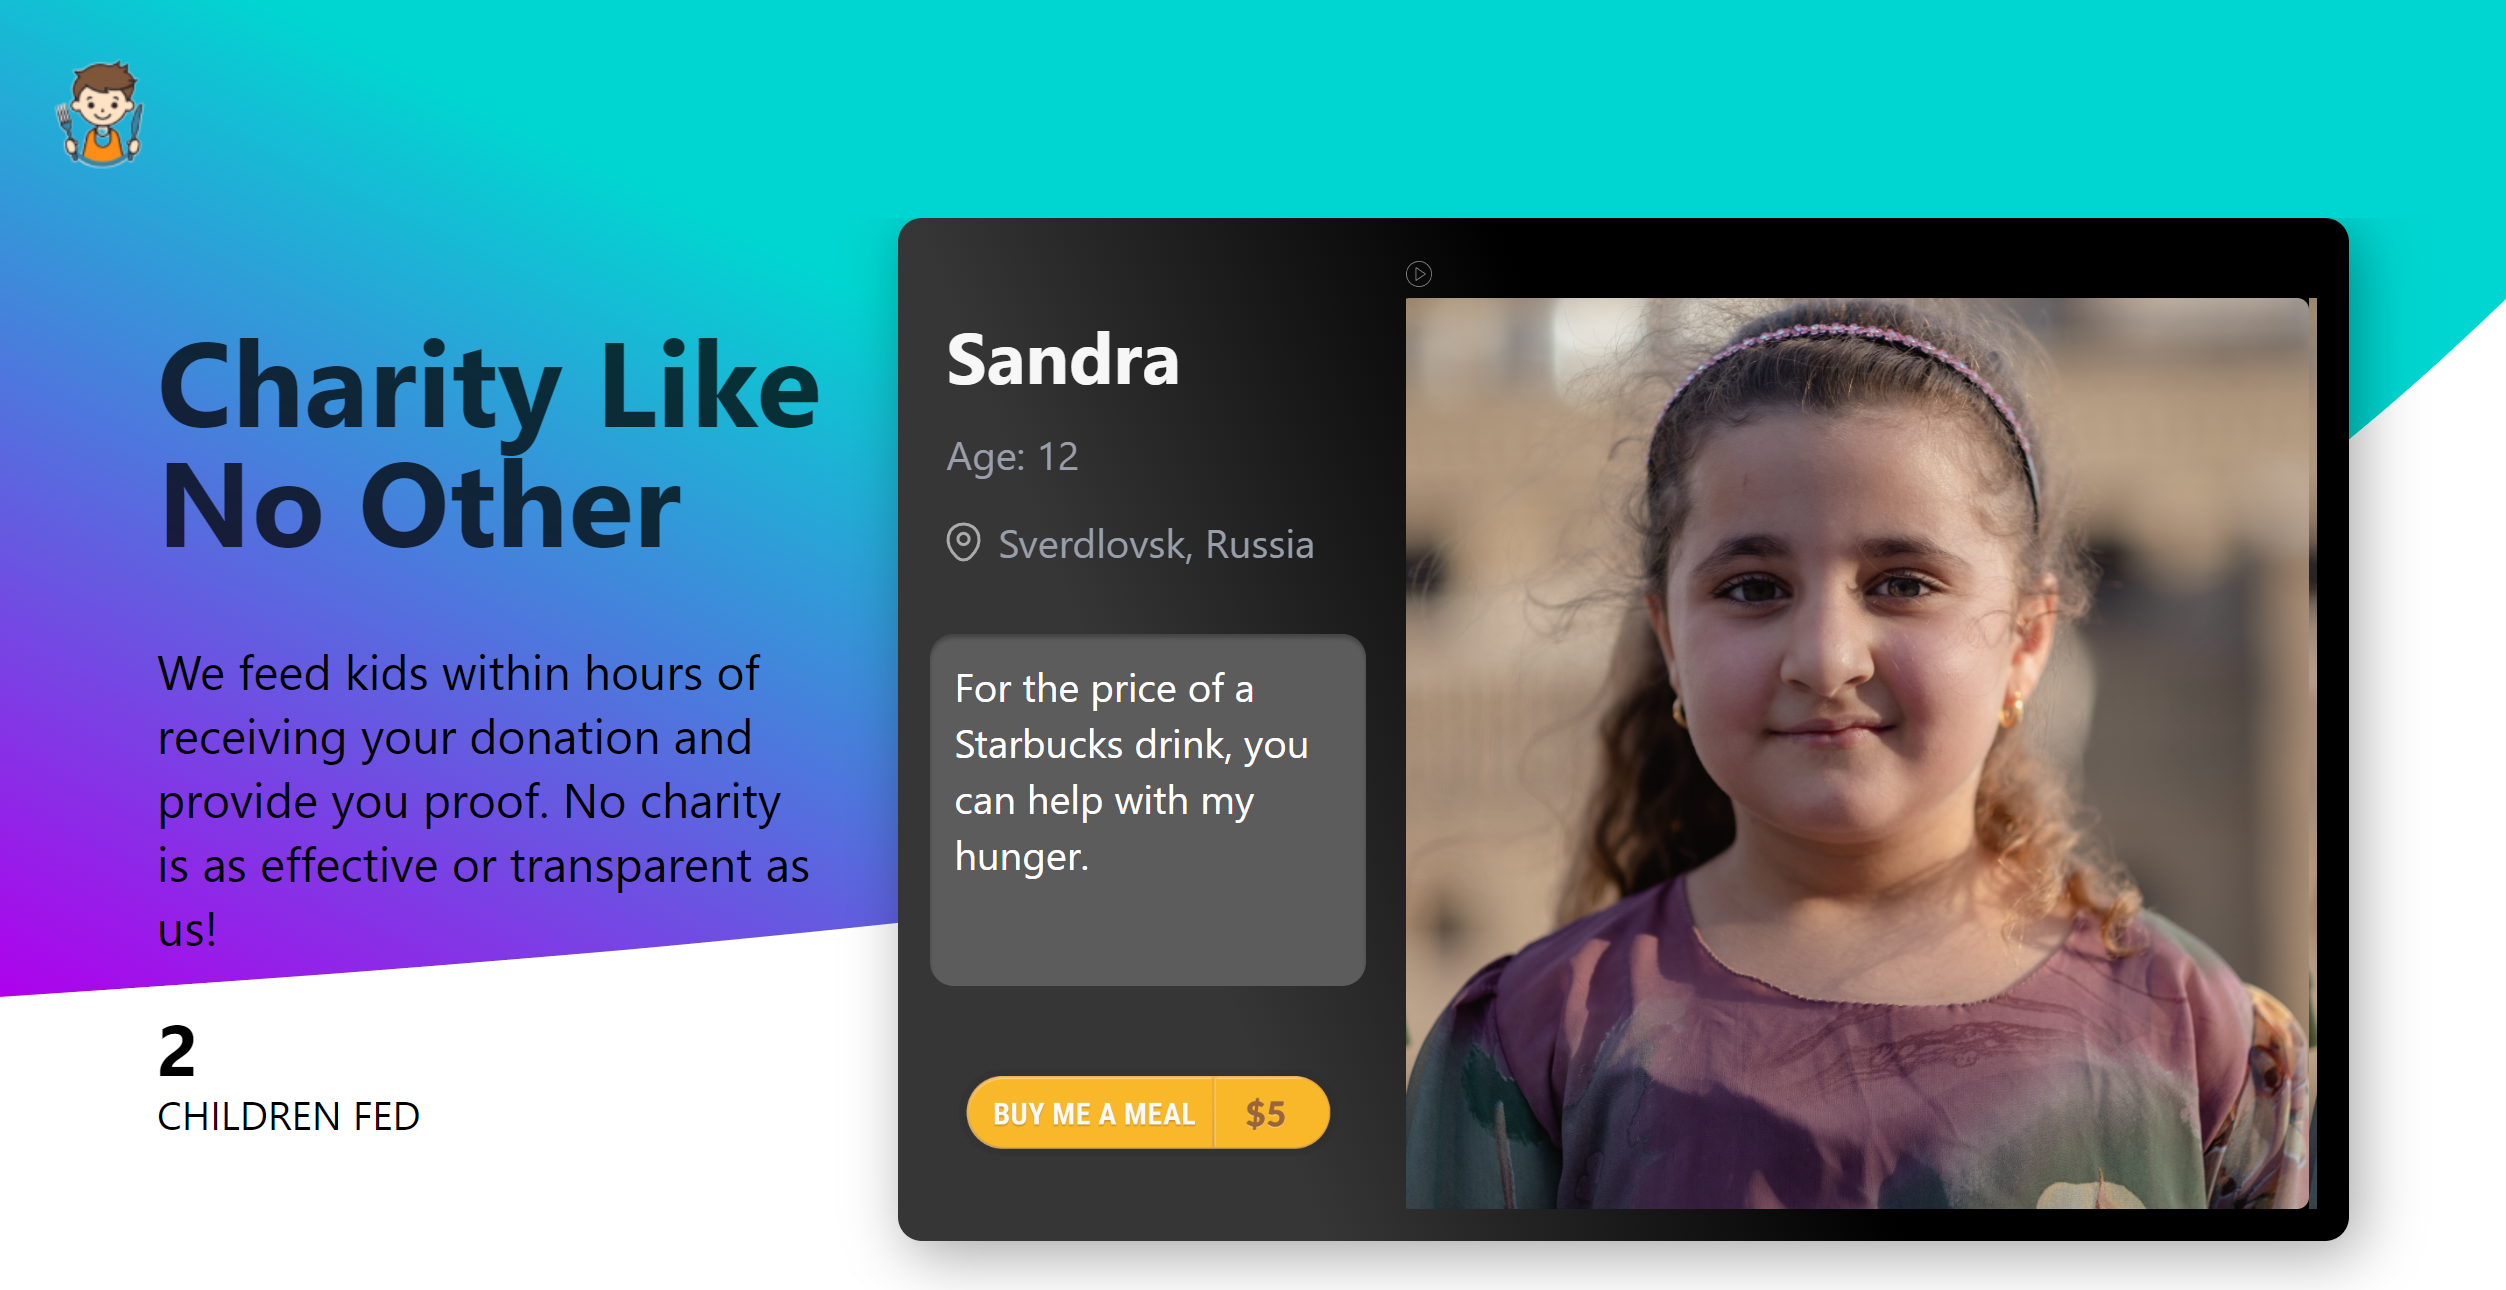 Charity Like
No Other
We feed kids within hours of
receiving your donation and
provide you proof. No charity
is as effective or transparent as
us!
2
CHILDREN FED
Sandra
Age: 12
Sverdlovsk, Russia
For the price of a
Starbucks drink, you
can help with my
hunger.
BUY ME A MEAL $5